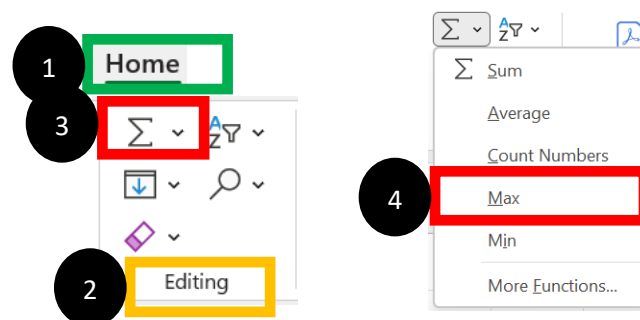 1
Home
3
2
Editing
Sum
Average
Count Numbers
4
Max
Min
More Functions...